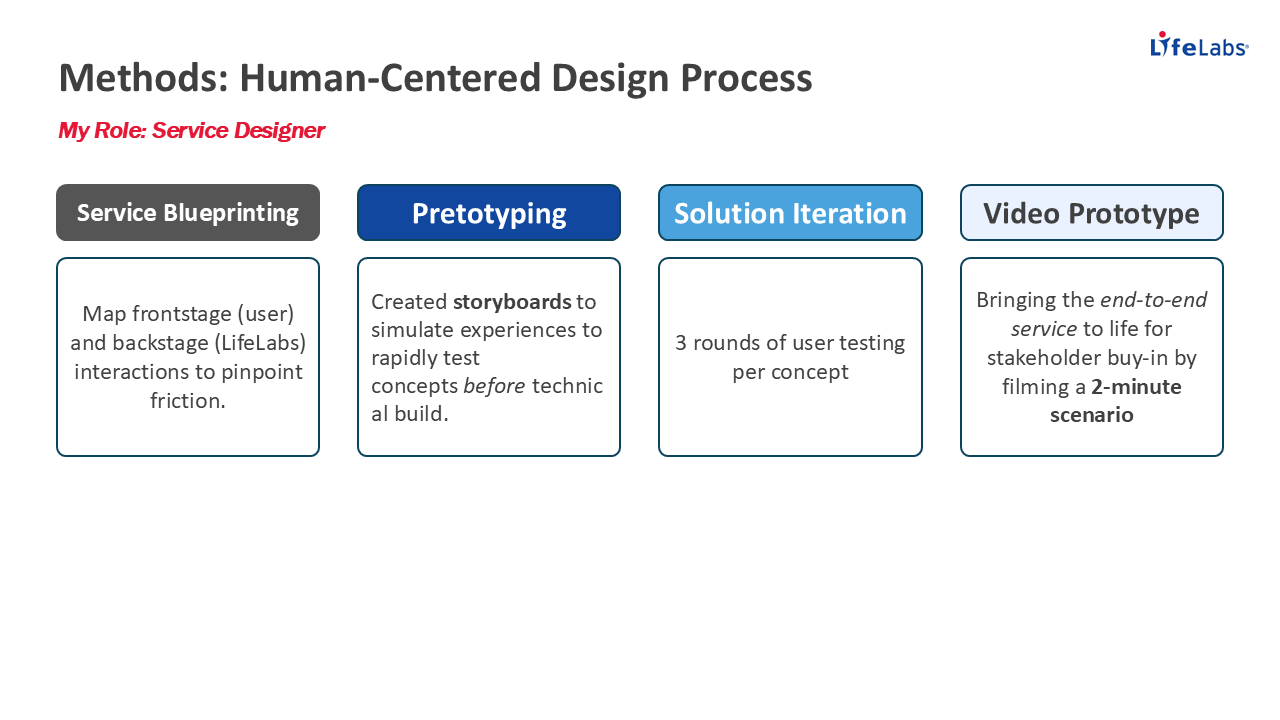 LifeLabs®
Methods: Human-Centered Design Process
My Role: Service Designer
Service Blueprinting
Map frontstage (user)
and backstage (LifeLabs)
interactions to pinpoint
friction.
Pretotyping
Created storyboards to
simulate experiences to
rapidly test
concepts before technic
al build.
Solution Iteration
3 rounds of user testing
per concept
Video Prototype
Bringing the end-to-end
service to life for
stakeholder buy-in by
filming a 2-minute
scenario